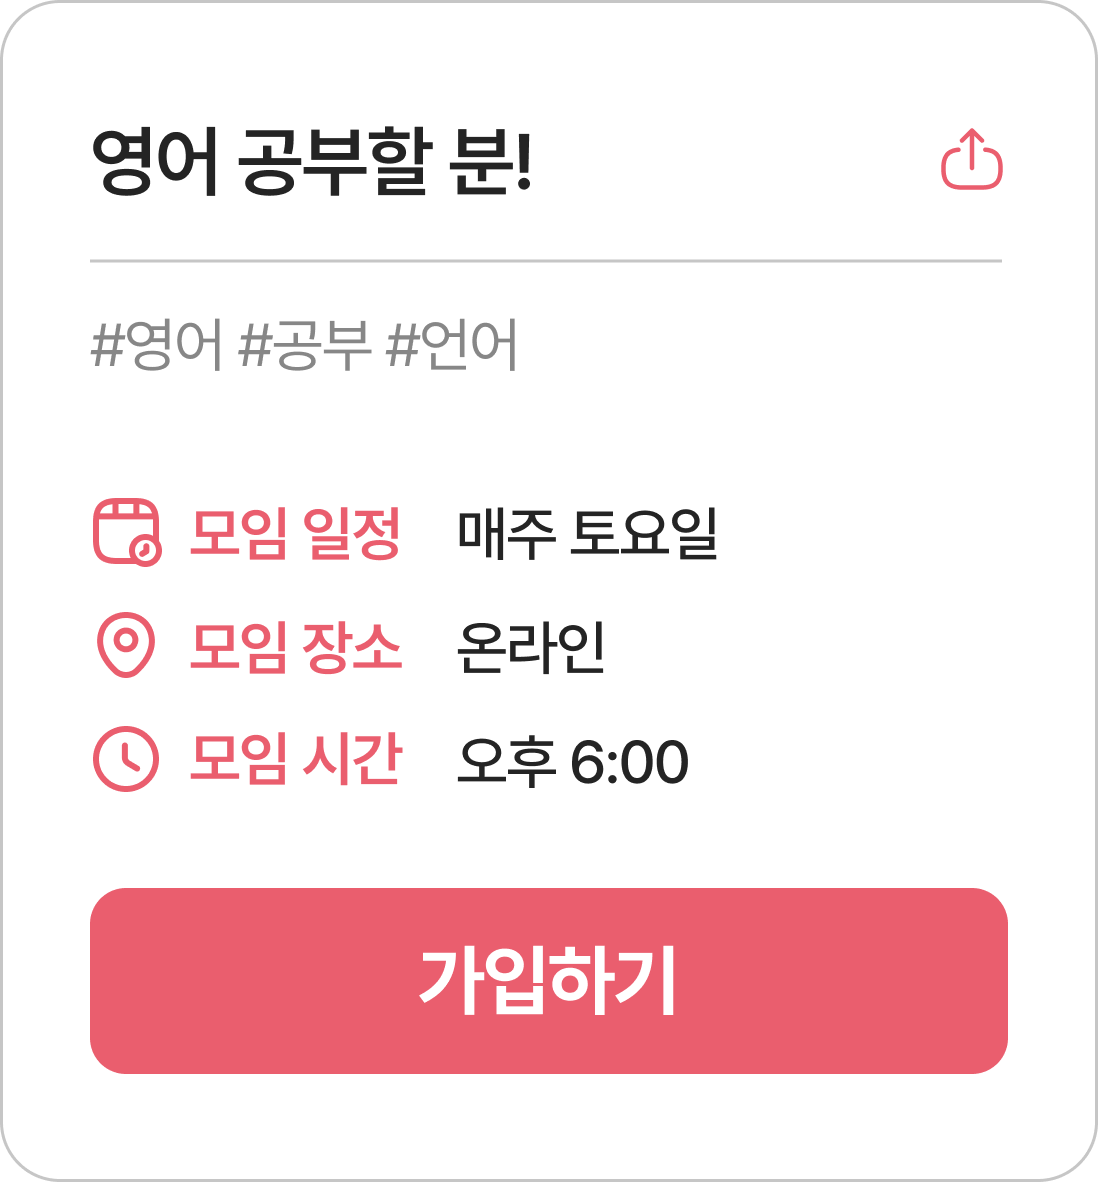 영어 공부할 분!
#영어 #공부 #언어
모임 일정 매주 토요일
모임 장소 온라인
모임 시간 오후 6:00
가입하기